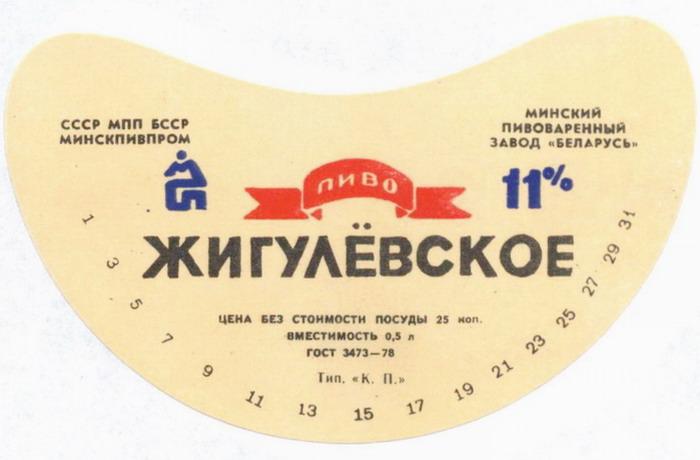 СССР МПП БССР
МИНСКПИВПРОМ
МИНСКИЙ
ПИВОВАРЕННЫЙ
ЗАВОД «БЕЛАРУСЬ»
ПИВО
11%
ЖИГУЛЁВСКОЕ
ЦЕНА БЕЗ СТОИМОСТИ ПОСУДЫ 25 коп.
ВМЕСТИМОСТЬ 0,5 л
ГОСТ 3473—78
Тип. «К. П.»
1 3 5 7 9 11 13 15 17 19 21 23 25 27 29 31